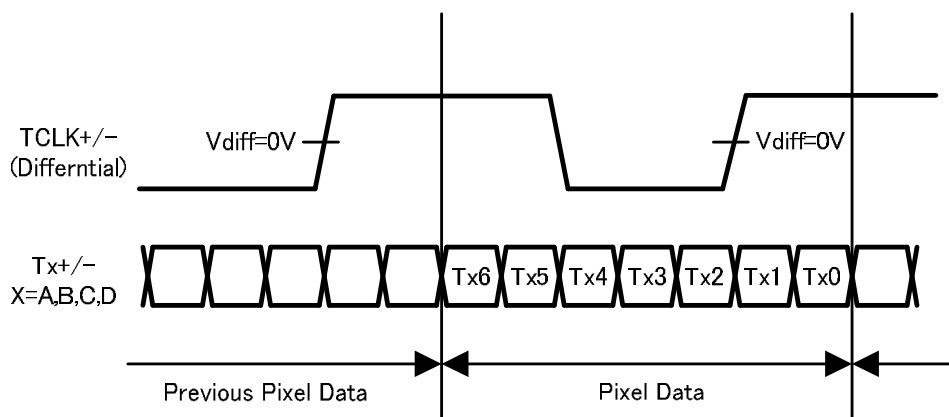 TCLK+/-
(Differntial)
Vdiff=0V
Vdiff=0V
Tx+/-
X=A,B,C,D
Tx6 Tx5 Tx4 Tx3 Tx2 Tx1 Tx0
Previous Pixel Data
Pixel Data